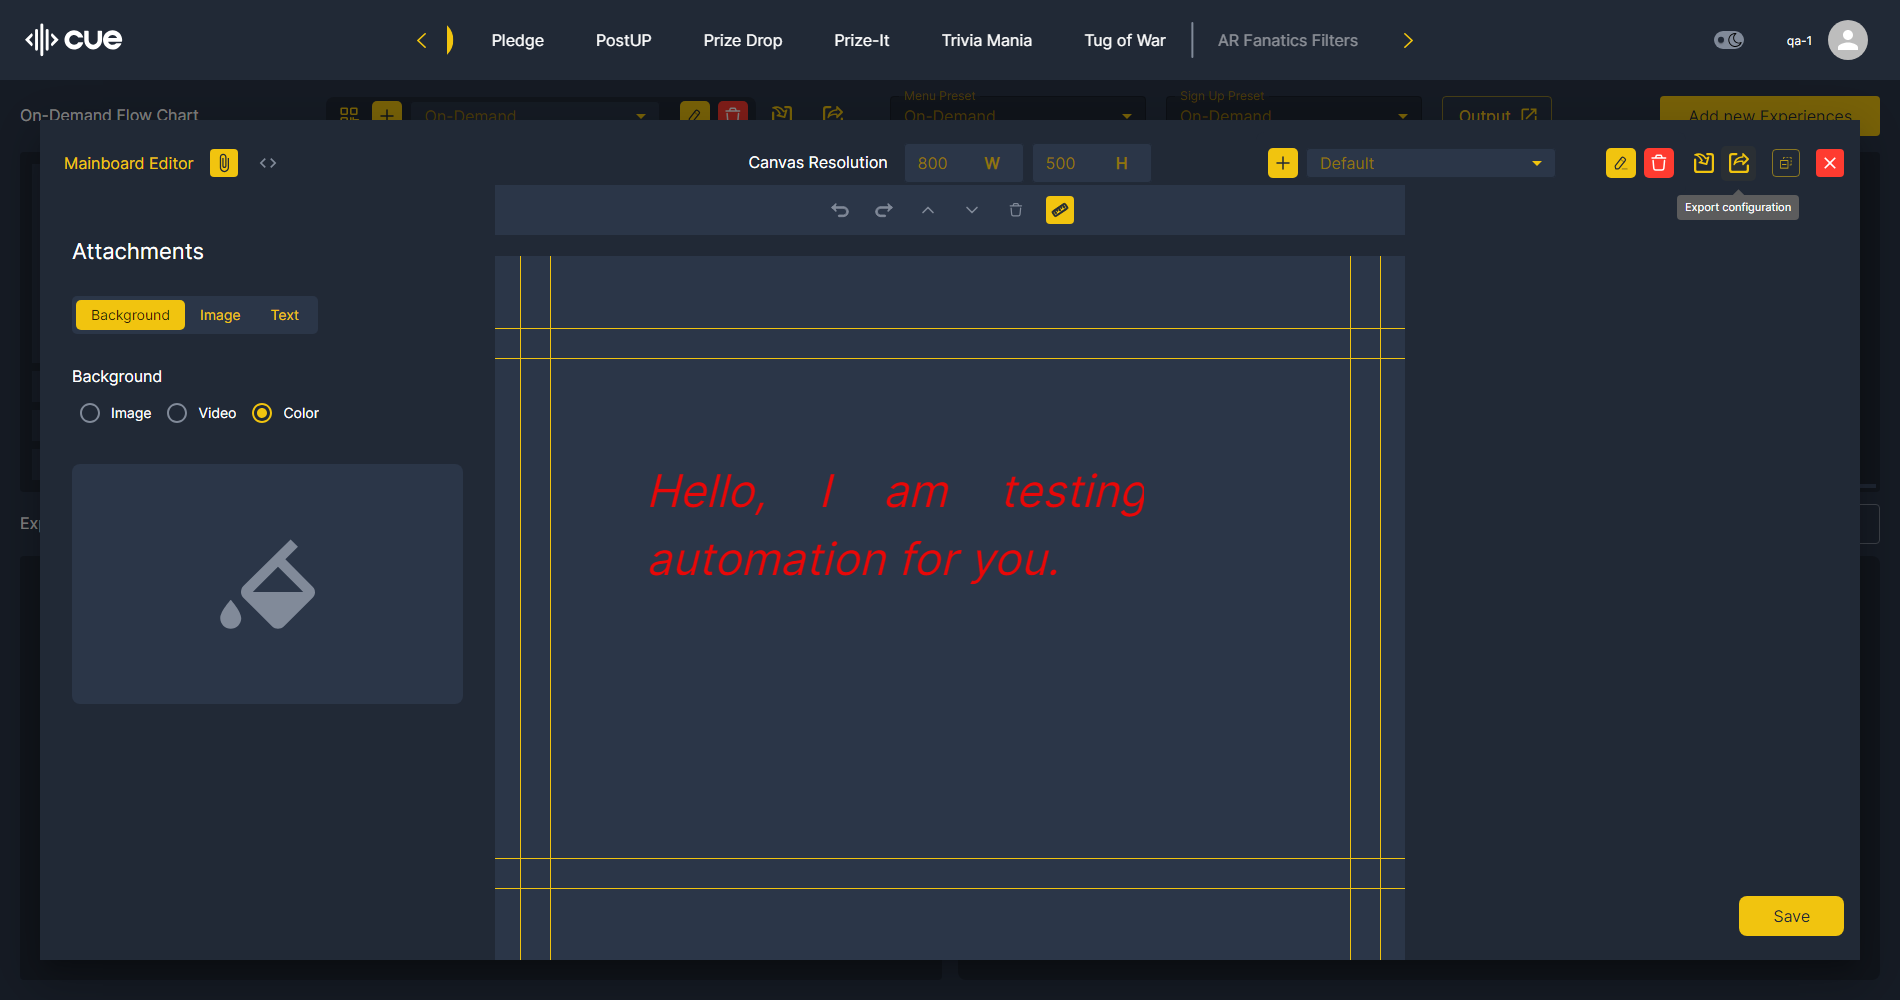 cue
Pledge
PostUP
Prize Drop
Prize-It
Trivia Mania
Tug of War
AR Fanatics Filters
qa-1
On-Demand Flow Chart
On-Demand
Menu Preset
On-Demand
Sign Up Preset
On-Demand
Output
Add new Experiences
Mainboard Editor
Canvas Resolution
800 W
500 H
Default
Export configuration
Attachments
Background
Image
Text
Background
Image
Video
Color
Hello, I am testing
automation for you.
Save